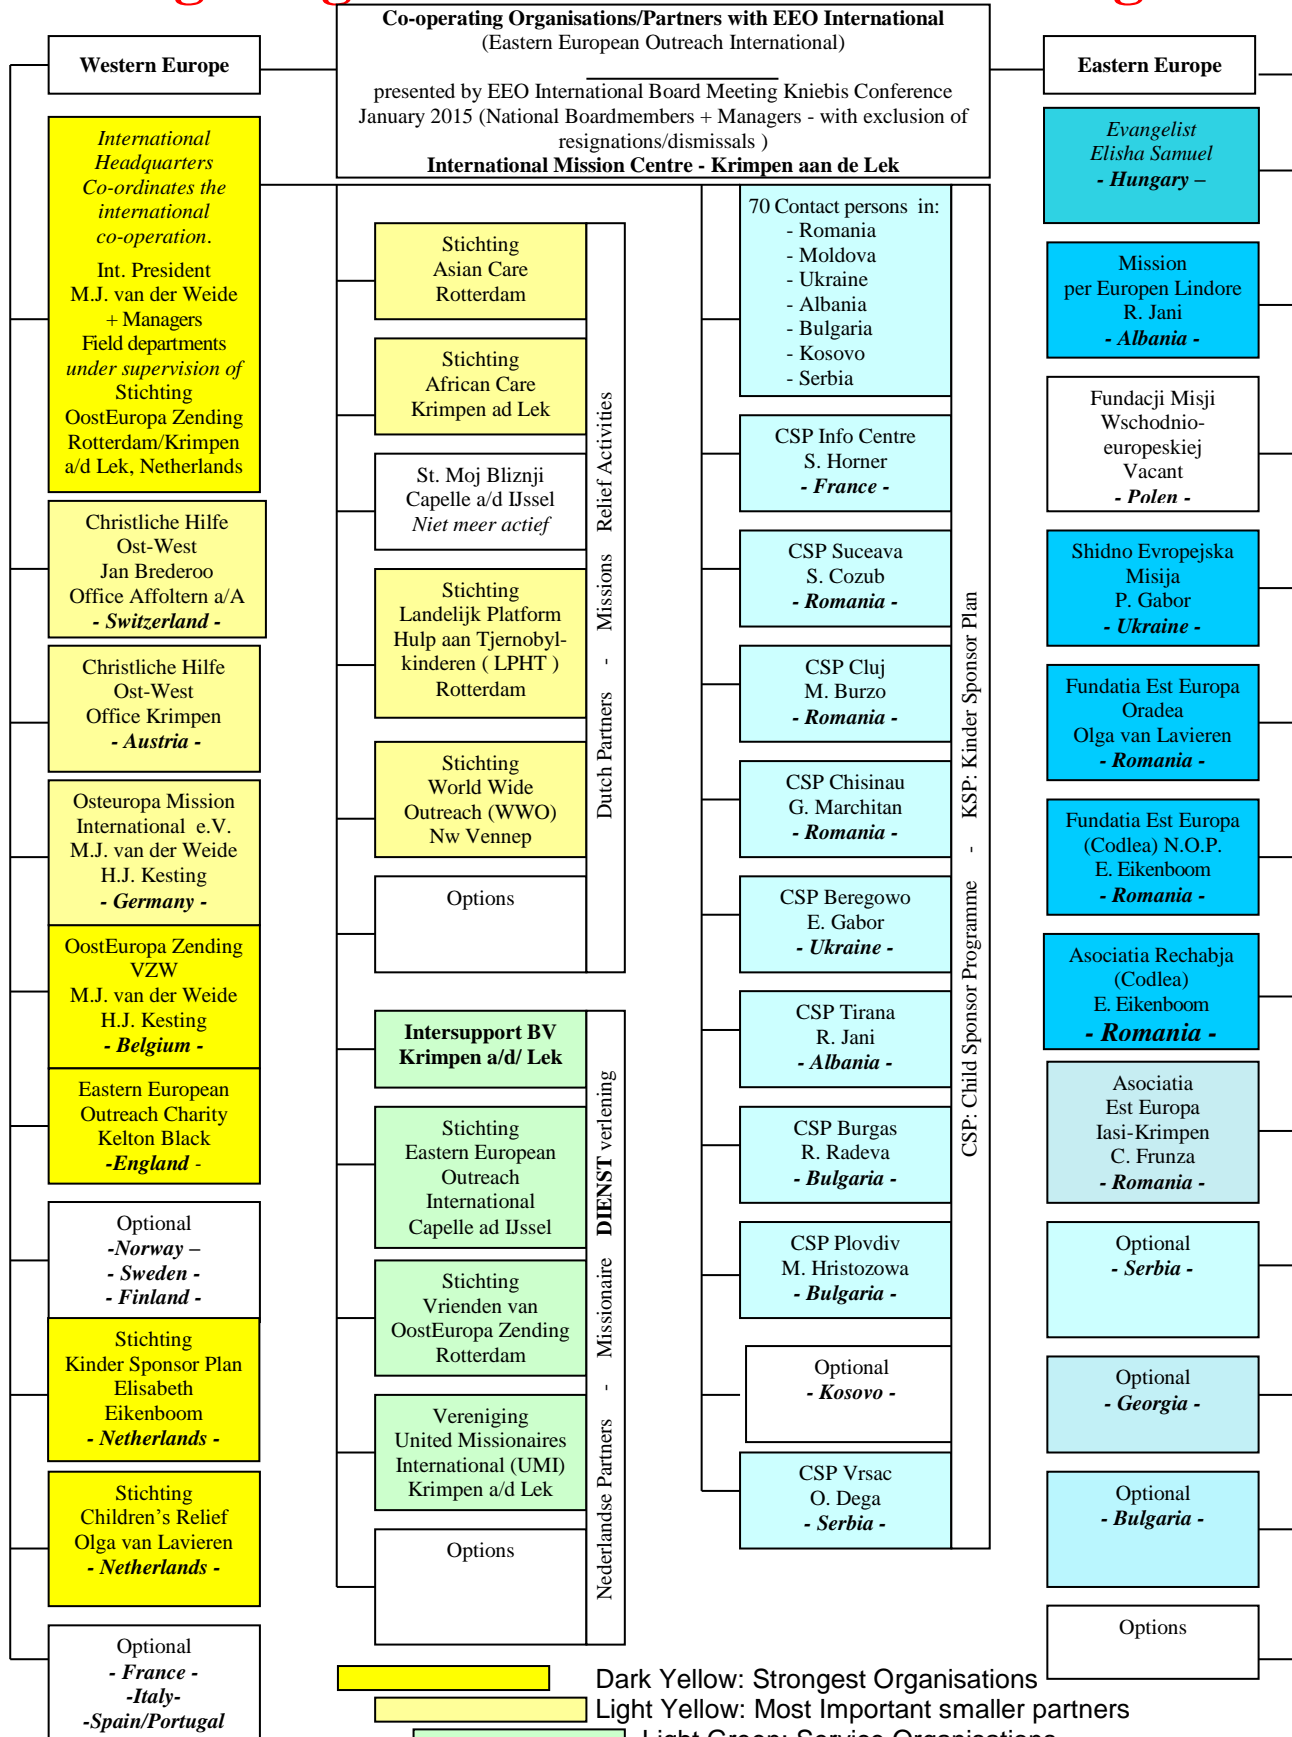 Co-operating Organisations/Partners with EEO International
(Eastern European Outreach International)
presented by EEO International Board Meeting Kniebis Conference
January 2015 (National Boardmembers + Managers - with exclusion of
resignations/dismissals )
International Mission Centre - Krimpen aan de Lek
Western Europe
International
Headquarters
Co-ordinates the
international
co-operation.
Int. President
M.J. van der Weide
+ Managers
Field departments
under supervision of
Stichting
OostEuropa Zending
Rotterdam/Krimpen
a/d Lek, Netherlands
Christliche Hilfe
Ost-West
Jan Brederoo
Office Affoltern a/A
- Switzerland -
Christliche Hilfe
Ost-West
Office Krimpen
- Austria -
Osteuropa Mission
International e.V.
M.J. van der Weide
H.J. Kesting
- Germany -
OostEuropa Zending
VZW
M.J. van der Weide
H.J. Kesting
- Belgium -
Eastern European
Outreach Charity
Kelton Black
-England -
Optional
-Norway –
- Sweden -
- Finland -
Stichting
Kinder Sponsor Plan
Elisabeth
Eikenboom
- Netherlands -
Stichting
Children’s Relief
Olga van Lavieren
- Netherlands -
Optional
- France -
-Italy-
-Spain/Portugal
Stichting
Asian Care
Rotterdam
Stichting
African Care
Krimpen ad Lek
St. Moj Bliznji
Capelle a/d IJssel
Niet meer actief
Stichting
Landelijk Platform
Hulp aan Tjernobyl-
kinderen ( LPHT )
Rotterdam
Stichting
World Wide
Outreach (WWO)
Nw Vennep
Options
Dutch Partners - Missions Relief Activities
Intersupport BV
Krimpen a/d/ Lek
Stichting
Eastern European
Outreach
International
Capelle ad IJssel
Stichting
Vrienden van
OostEuropa Zending
Rotterdam
Vereniging
United Missionaires
International (UMI)
Krimpen a/d Lek
Options
Nederlandse Partners - Missionaire DIENST verlening
70 Contact persons in:
- Romania
- Moldova
- Ukraine
- Albania
- Bulgaria
- Kosovo
- Serbia
CSP Info Centre
S. Horner
- France -
CSP Suceava
S. Cozub
- Romania -
CSP Cluj
M. Burzo
- Romania -
CSP Chisinau
G. Marchitan
- Romania -
CSP Beregowo
E. Gabor
- Ukraine -
CSP Tirana
R. Jani
- Albania -
CSP Burgas
R. Radeva
- Bulgaria -
CSP Plovdiv
M. Hristozowa
- Bulgaria -
Optional
- Kosovo -
CSP Vrsac
O. Dega
- Serbia -
CSP: Child Sponsor Programme - KSP: Kinder Sponsor Plan
Eastern Europe
Evangelist
Elisha Samuel
- Hungary –
Mission
per Europen Lindore
R. Jani
- Albania -
Fundacji Misji
Wschodnio-
europeskiej
Vacant
- Polen -
Shidno Evropejska
Misija
P. Gabor
- Ukraine -
Fundatia Est Europa
Oradea
Olga van Lavieren
- Romania -
Fundatia Est Europa
(Codlea) N.O.P.
E. Eikenboom
- Romania -
Asociatia Rechabja
(Codlea)
E. Eikenboom
- Romania -
Asociatia
Est Europa
Iasi-Krimpen
C. Frunza
- Romania -
Optional
- Serbia -
Optional
- Georgia -
Optional
- Bulgaria -
Options
Dark Yellow: Strongest Organisations
Light Yellow: Most Important smaller partners
Light Green: Service Organisations